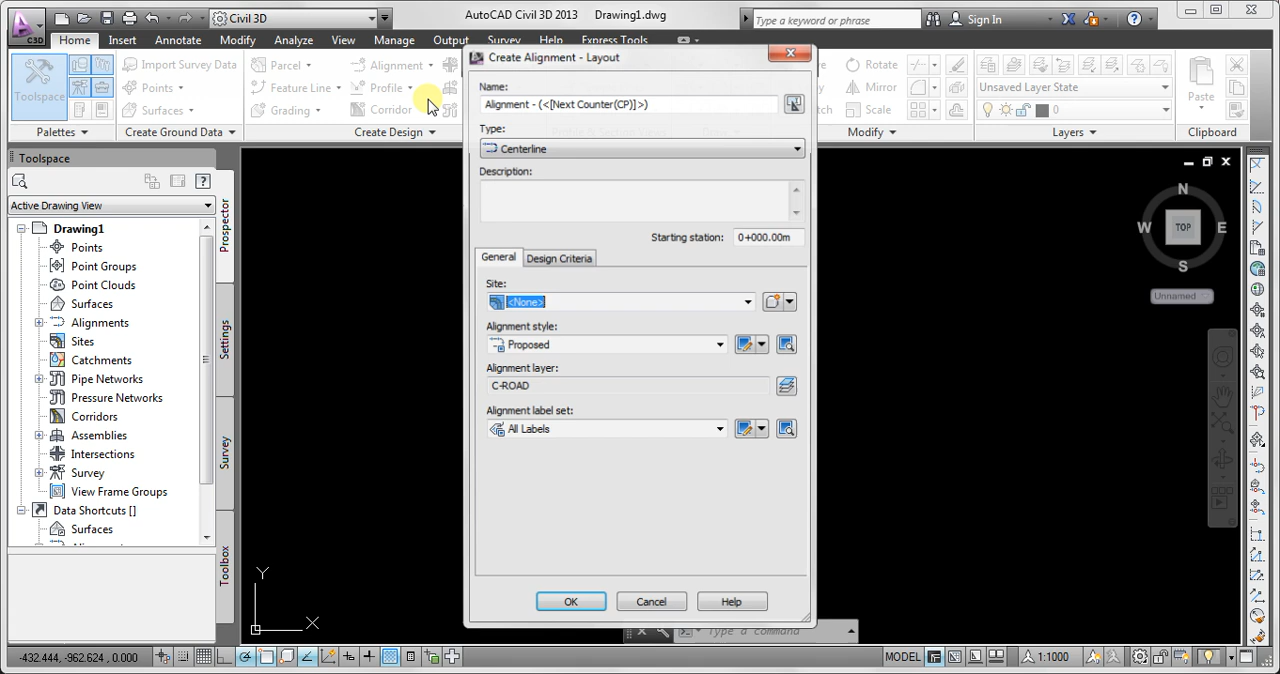 Civil 3D
AutoCAD Civil 3D 2013 Drawing1.dwg
Type a keyword or phrase
Sign In
C3D
Home Insert Annotate Modify Analyze View Manage Output Survey Help Express Tools
Toolspace
Import Survey Data
Points
Surfaces
Parcel
Feature Line
Grading
Alignment
Profile
Corridor
Rotate
Mirror
Scale
Unsaved Layer State
0
Paste
Palettes
Create Ground Data
Create Design
Modify
Layers
Clipboard
Toolspace
Active Drawing View
Drawing1
Points
Point Groups
Point Clouds
Surfaces
Alignments
Sites
Catchments
Pipe Networks
Pressure Networks
Corridors
Assemblies
Intersections
Survey
View Frame Groups
Data Shortcuts []
Surfaces
Prospector
Settings
Survey
Toolbox
Create Alignment - Layout
Name:
Alignment - (<[Next Counter(CP)]>)
Type:
Centerline
Description:
Starting station: 0+000.00m
General Design Criteria
Site:
<None>
Alignment style:
Proposed
Alignment layer:
C-ROAD
Alignment label set:
All Labels
OK Cancel Help
N
W TOP E
S
Unnamed
Y
X
Type a command
-432.444, -962.624, 0.000
MODEL
1:1000